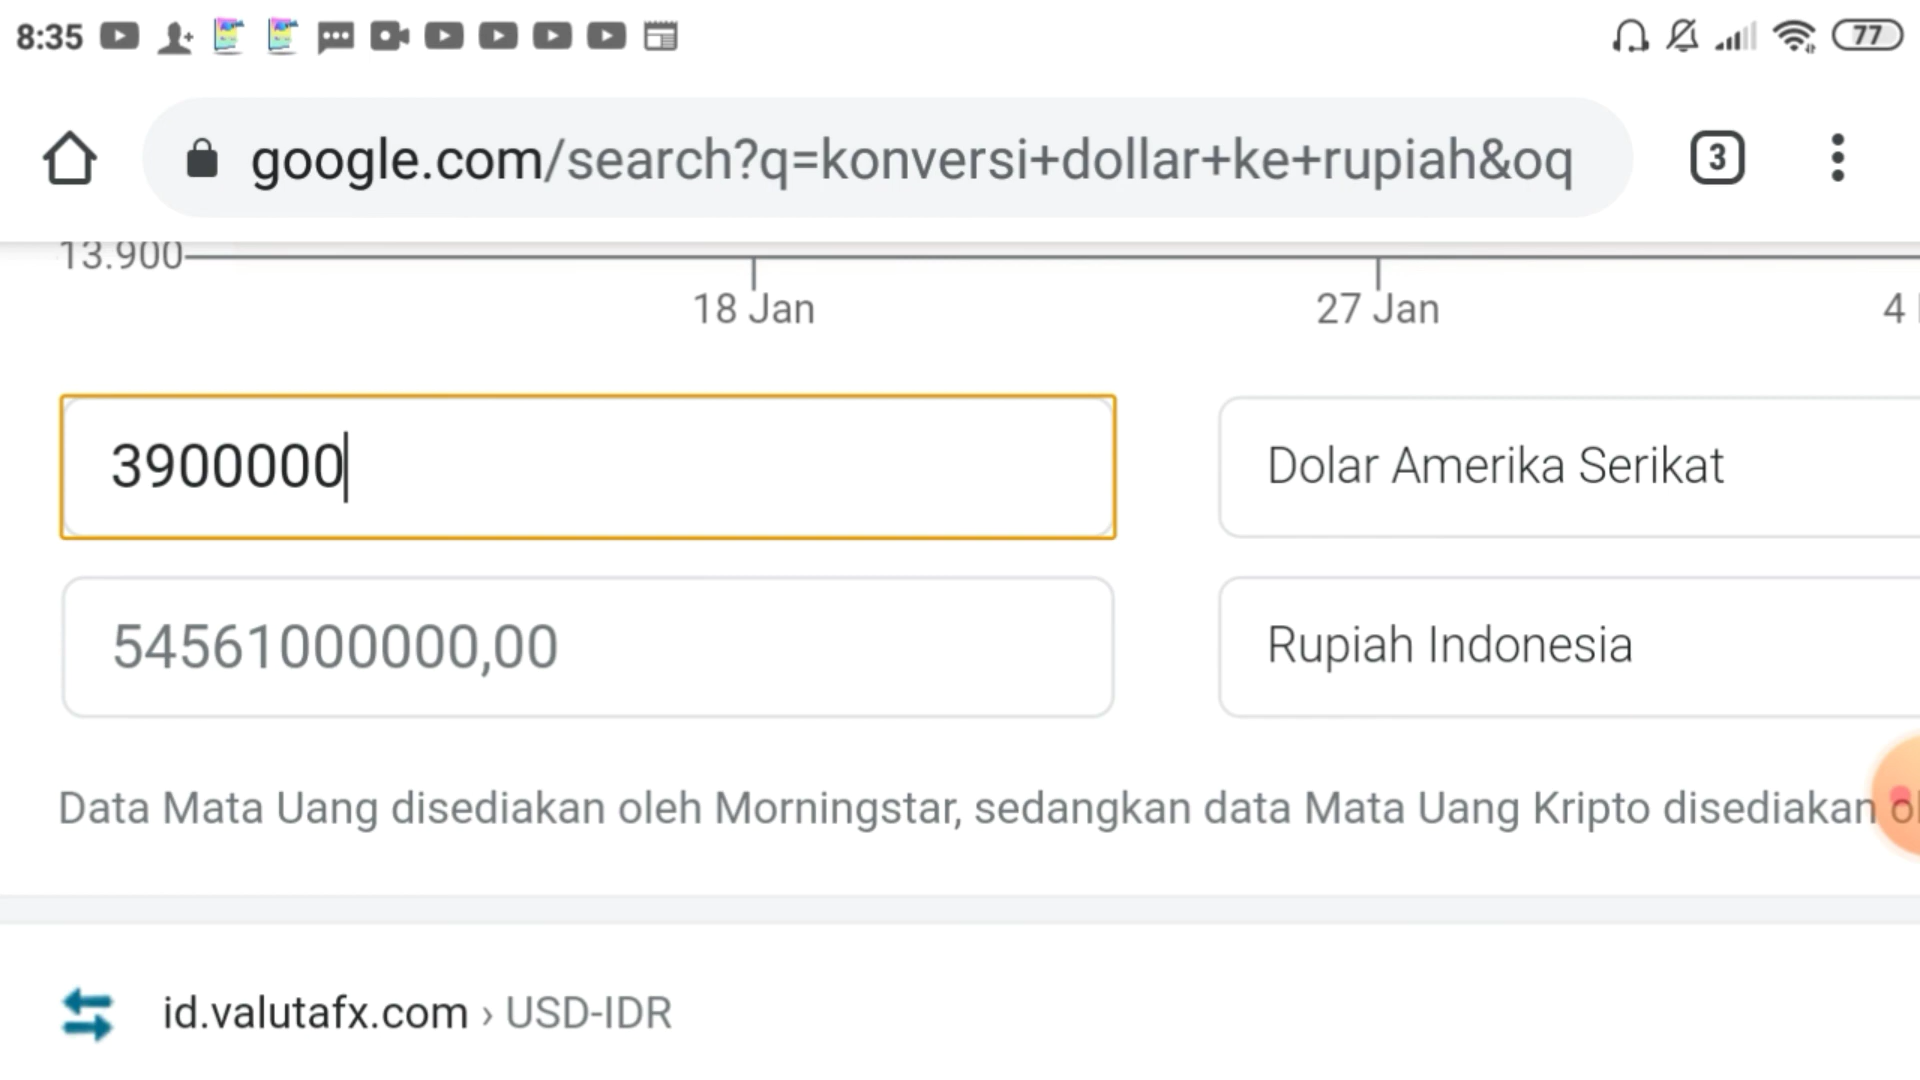 8:35
77
google.com/search?q=konversi+dollar+ke+rupiah&oq
3
13.900
18 Jan
27 Jan
4
3900000
Dolar Amerika Serikat
54561000000,00
Rupiah Indonesia
Data Mata Uang disediakan oleh Morningstar, sedangkan data Mata Uang Kripto disediakan
id.valutafx.com › USD-IDR